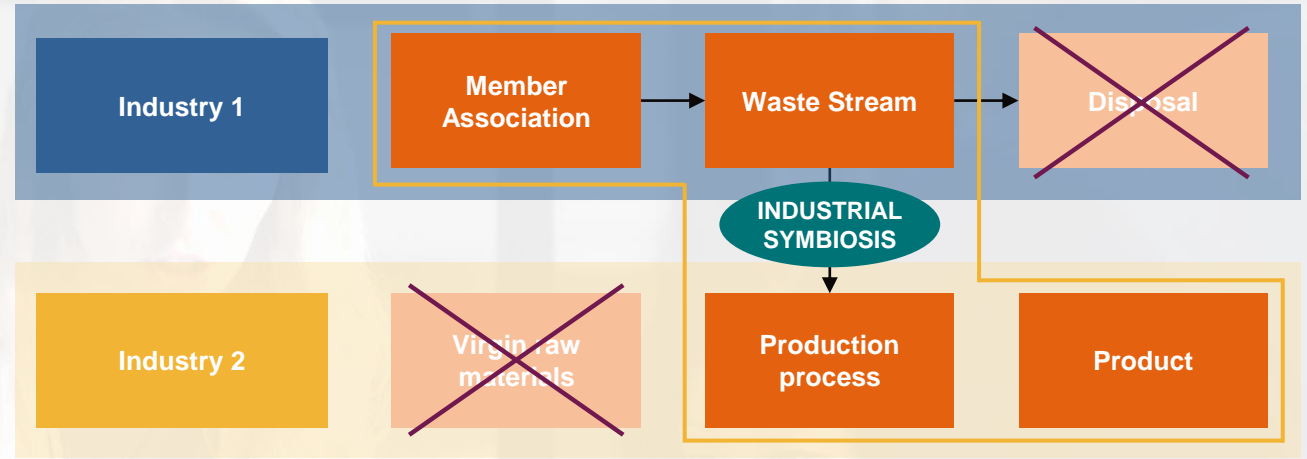 Industry 1
Member
Association
Waste Stream
Disposal
INDUSTRIAL
SYMBIOSIS
Industry 2
Virgin raw
materials
Production
process
Product